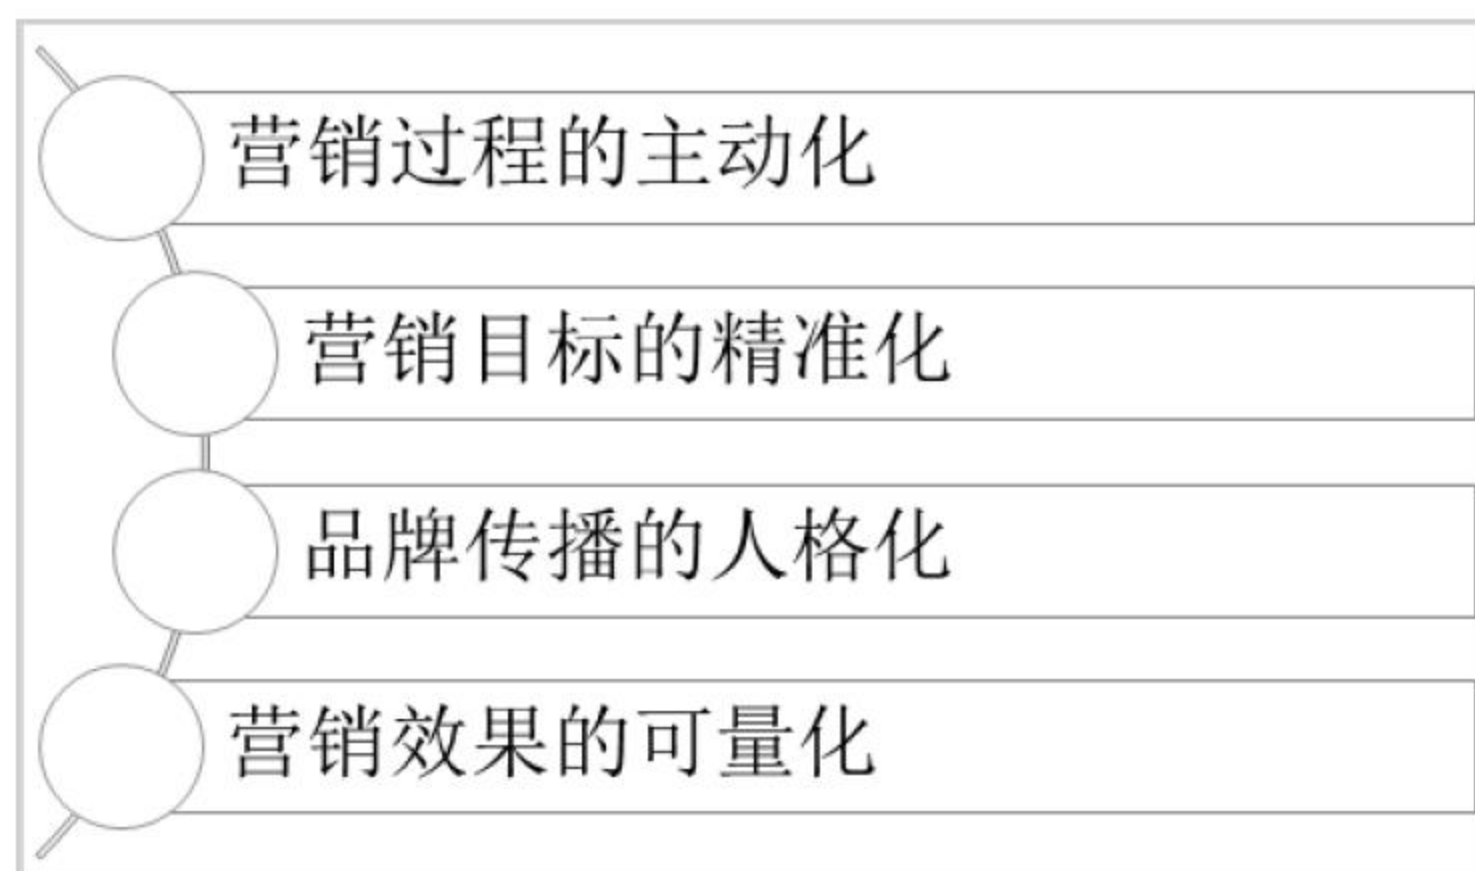 营销过程的主动化
营销目标的精准化
品牌传播的人格化
营销效果的可量化